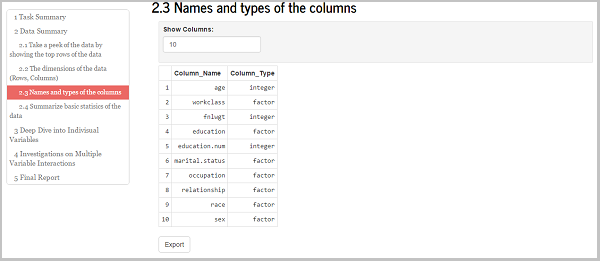 1 Task Summary
2 Data Summary
2.1 Take a peek of the data by
showing the top rows of the data
2.2 The dimensions of the data
(Rows, Columns)
2.3 Names and types of the columns
2.4 Summarize basic statisics of the
data
3 Deep Dive into Indivisual
Variables
4 Investigations on Multiple
Variable Interactions
5 Final Report
2.3 Names and types of the columns
Show Columns:
10
Column_Name Column_Type
1 age integer
2 workclass factor
3 fnlwgt integer
4 education factor
5 education.num integer
6 marital.status factor
7 occupation factor
8 relationship factor
9 race factor
10 sex factor
Export